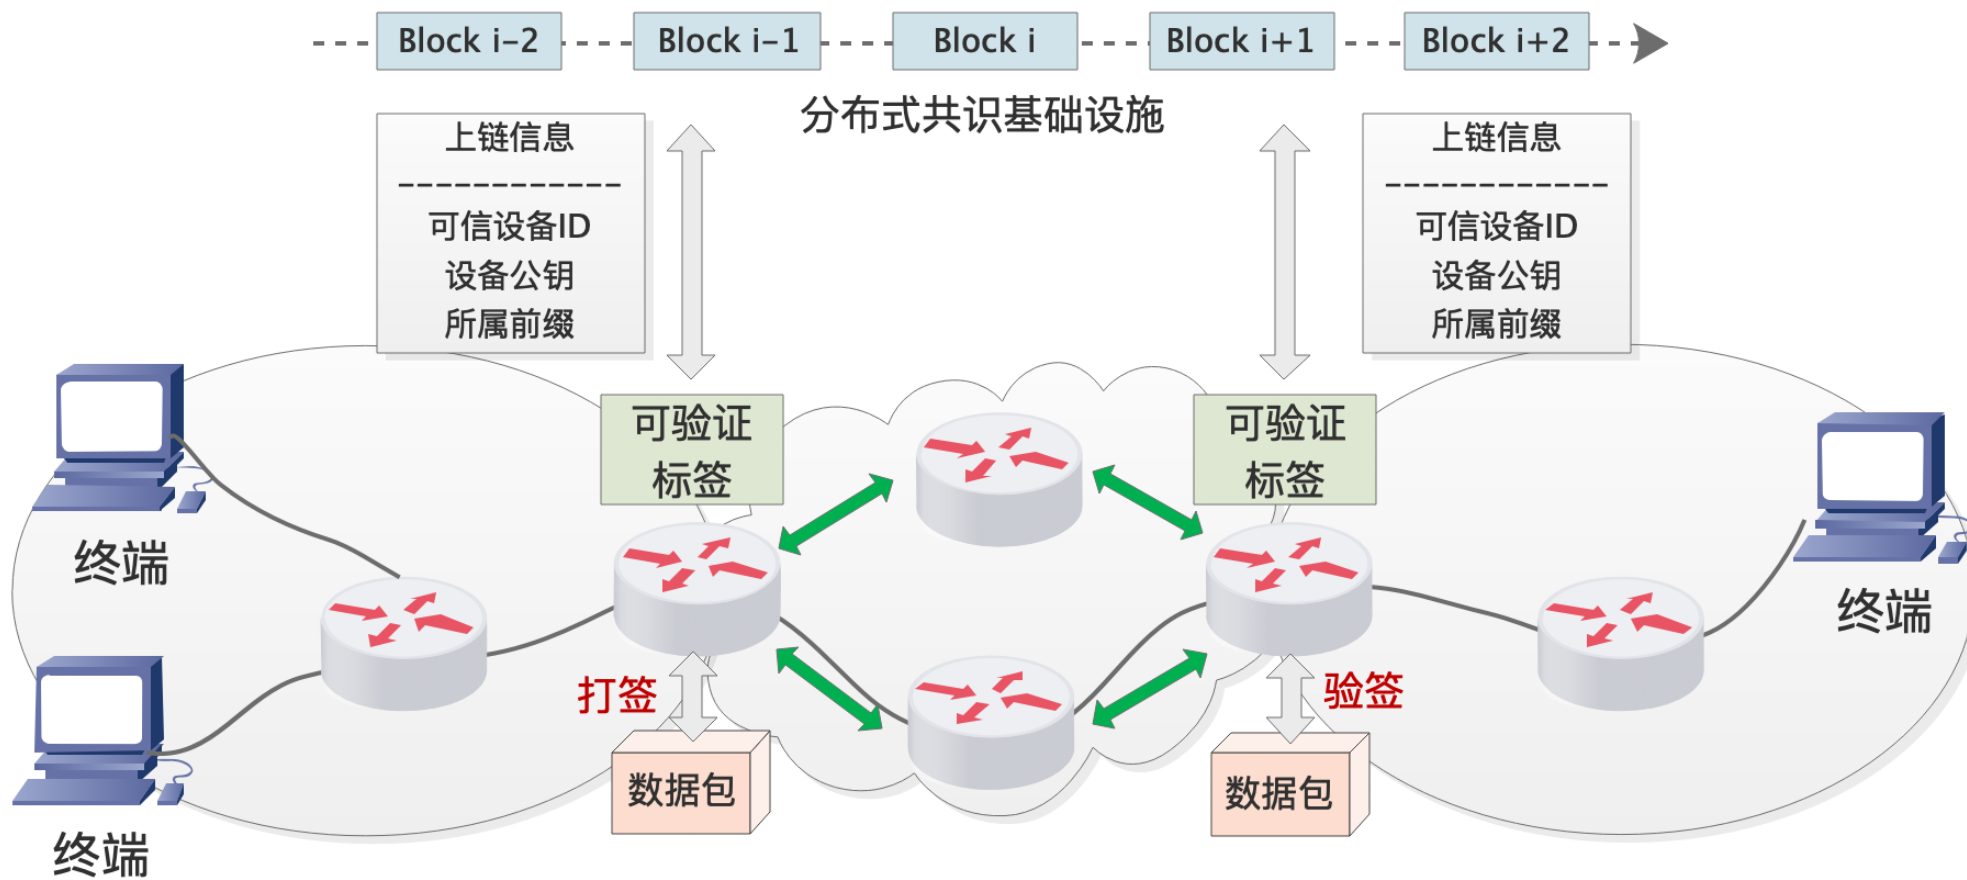 Block i-2
Block i-1
Block i
Block i+1
Block i+2
分布式共识基础设施
上链信息
------------
可信设备ID
设备公钥
所属前缀
上链信息
------------
可信设备ID
设备公钥
所属前缀
可验证
标签
可验证
标签
终端
终端
打签
验签
数据包
数据包
终端